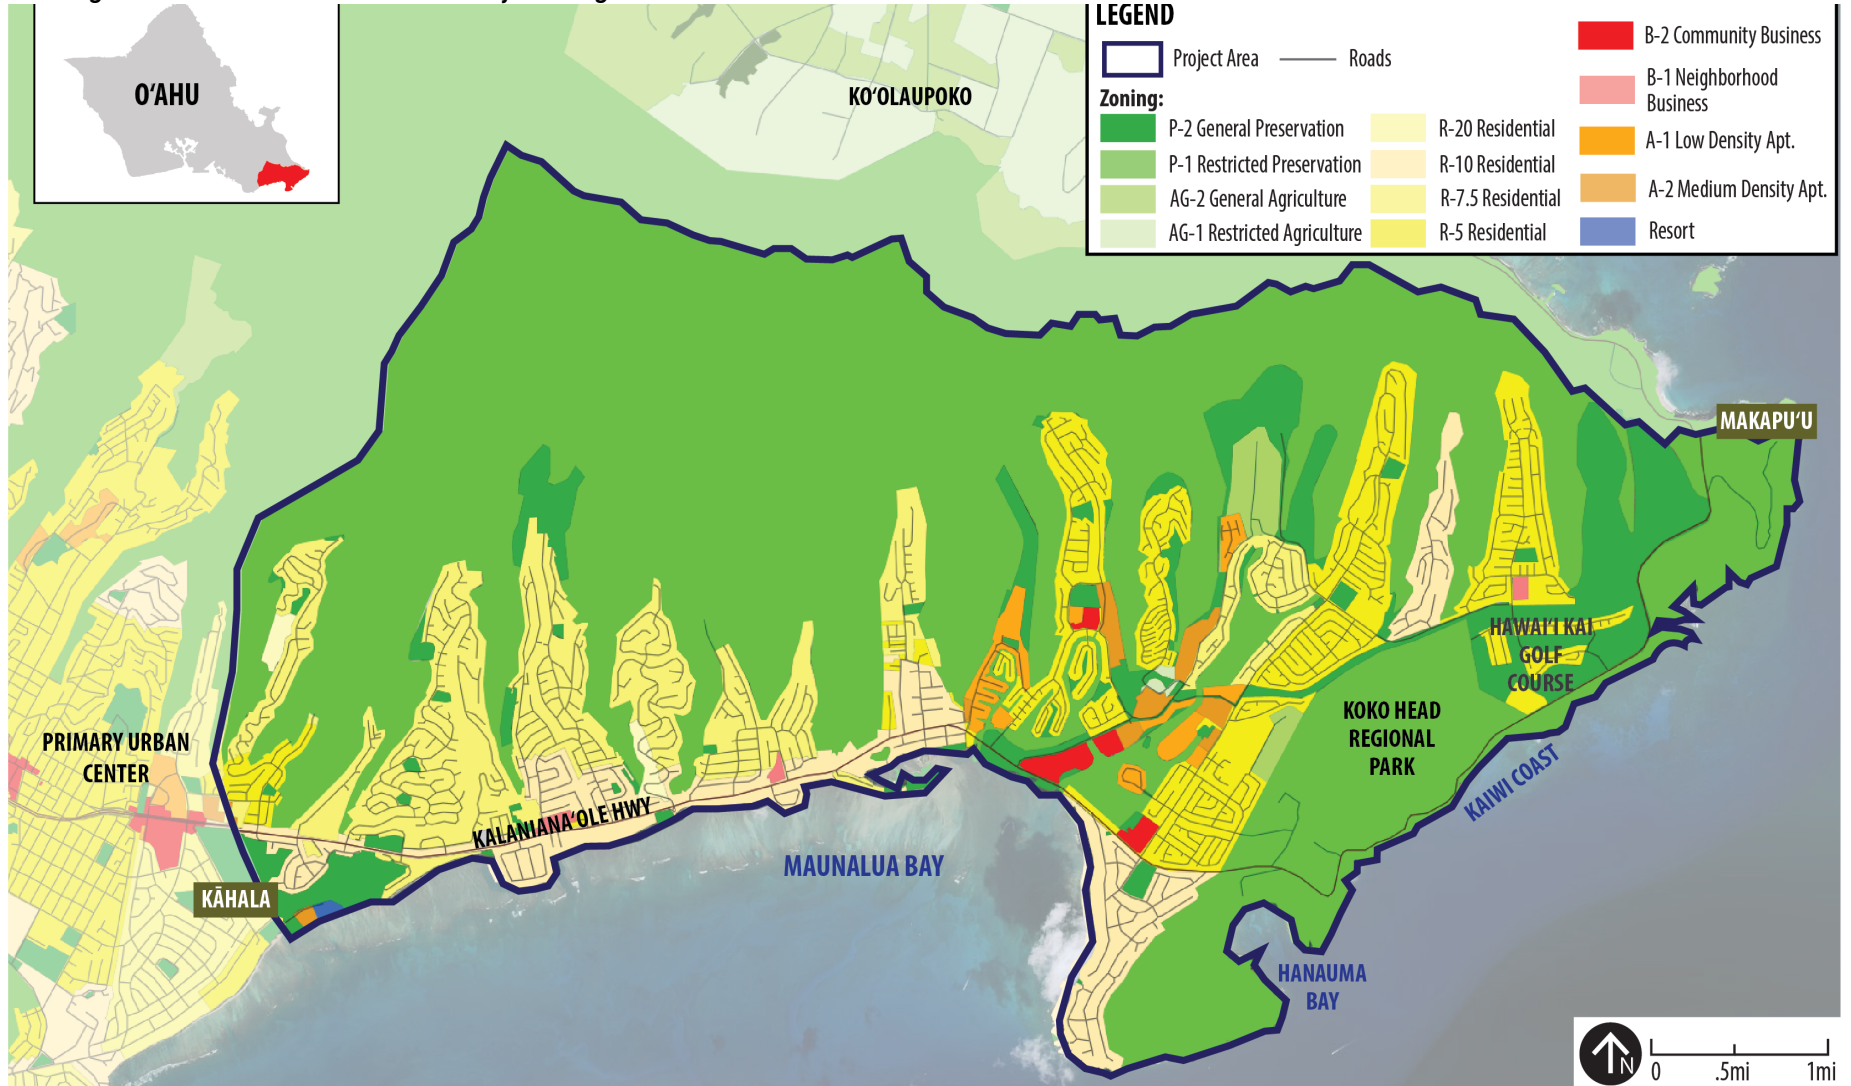 O‘AHU
KO‘OLAUPOKO
LEGEND
Project Area
Roads
Zoning:
P-2 General Preservation
P-1 Restricted Preservation
AG-2 General Agriculture
AG-1 Restricted Agriculture
R-20 Residential
R-10 Residential
R-7.5 Residential
R-5 Residential
B-2 Community Business
B-1 Neighborhood
Business
A-1 Low Density Apt.
A-2 Medium Density Apt.
Resort
MAKAPU‘U
HAWAI‘I KAI
GOLF
COURSE
KOKO HEAD
REGIONAL
PARK
PRIMARY URBAN
CENTER
KALANIANA‘OLE HWY
KAIWI COAST
MAUNALUA BAY
KĀHALA
HANAUMA
BAY
N
0 .5mi 1mi